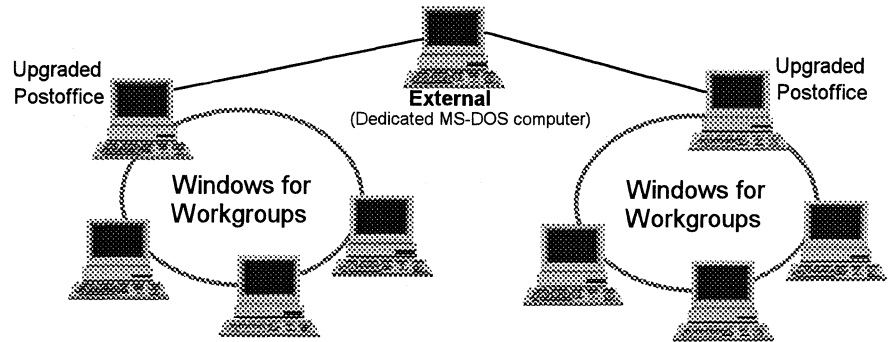 Upgraded
Postoffice
External
(Dedicated MS-DOS computer)
Upgraded
Postoffice
Windows for
Workgroups
Windows for
Workgroups